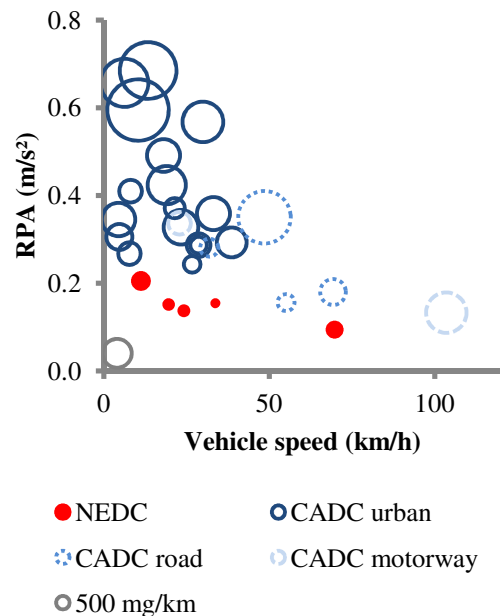 0.8
0.6
0.4
0.2
0.0
RPA (m/s²)
0 50 100
Vehicle speed (km/h)
NEDC CADC urban
CADC road CADC motorway
500 mg/km